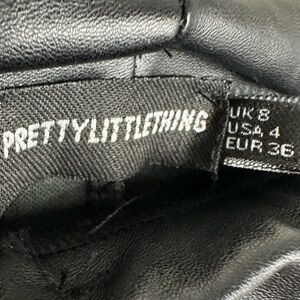 PRETTYLITTLETHING
UK 8
USA 4
EUR 36